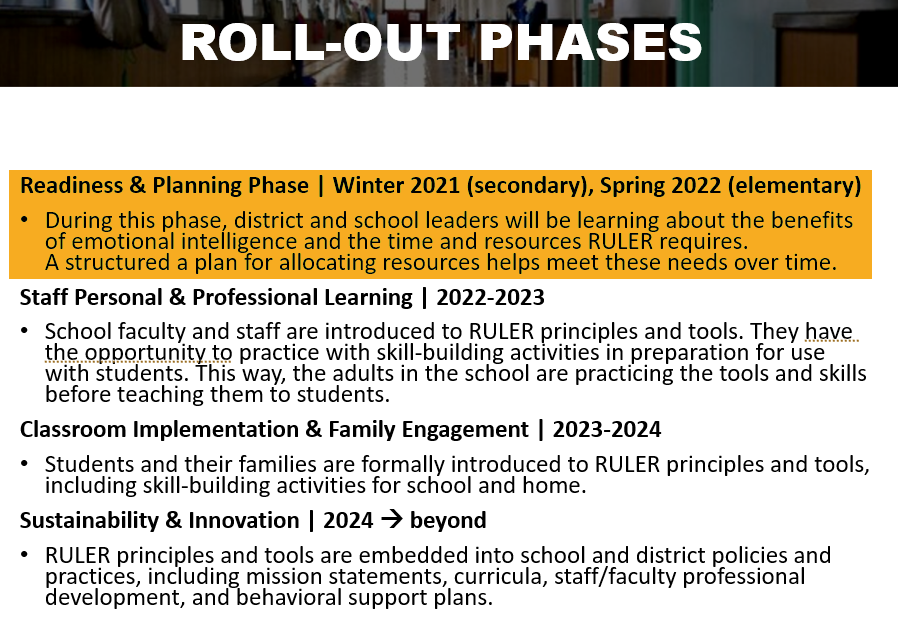 ROLL-OUT PHASES
Readiness & Planning Phase | Winter 2021 (secondary), Spring 2022 (elementary)
• During this phase, district and school leaders will be learning about the benefits
of emotional intelligence and the time and resources RULER requires.
A structured a plan for allocating resources helps meet these needs over time.
Staff Personal & Professional Learning | 2022-2023
• School faculty and staff are introduced to RULER principles and tools. They have
the opportunity to practice with skill-building activities in preparation for use
with students. This way, the adults in the school are practicing the tools and skills
before teaching them to students.
Classroom Implementation & Family Engagement | 2023-2024
• Students and their families are formally introduced to RULER principles and tools,
including skill-building activities for school and home.
Sustainability & Innovation | 2024 → beyond
• RULER principles and tools are embedded into school and district policies and
practices, including mission statements, curricula, staff/faculty professional
development, and behavioral support plans.